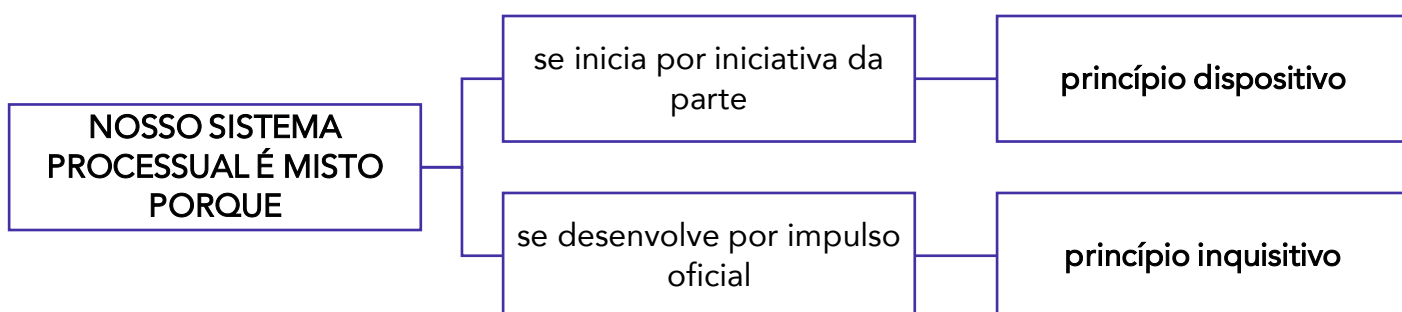 NOSSO SISTEMA
PROCESSUAL É MISTO
PORQUE
se inicia por iniciativa da
parte
princípio dispositivo
se desenvolve por impulso
oficial
princípio inquisitivo